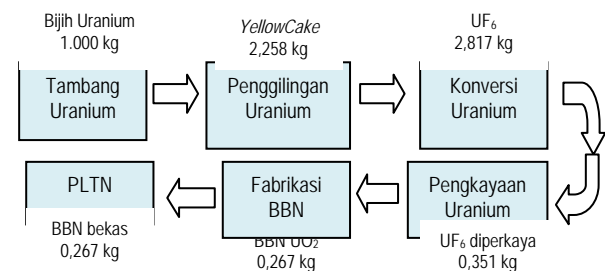 Bijih Uranium
1.000 kg
YellowCake
2,258 kg
UF₆
2,817 kg
Tambang
Uranium
Penggilingan
Uranium
Konversi
Uranium
PLTN
Fabrikasi
BBN
Pengkayaan
Uranium
BBN bekas
0,267 kg
BBN UO₂
0,267 kg
UF₆ diperkaya
0,351 kg